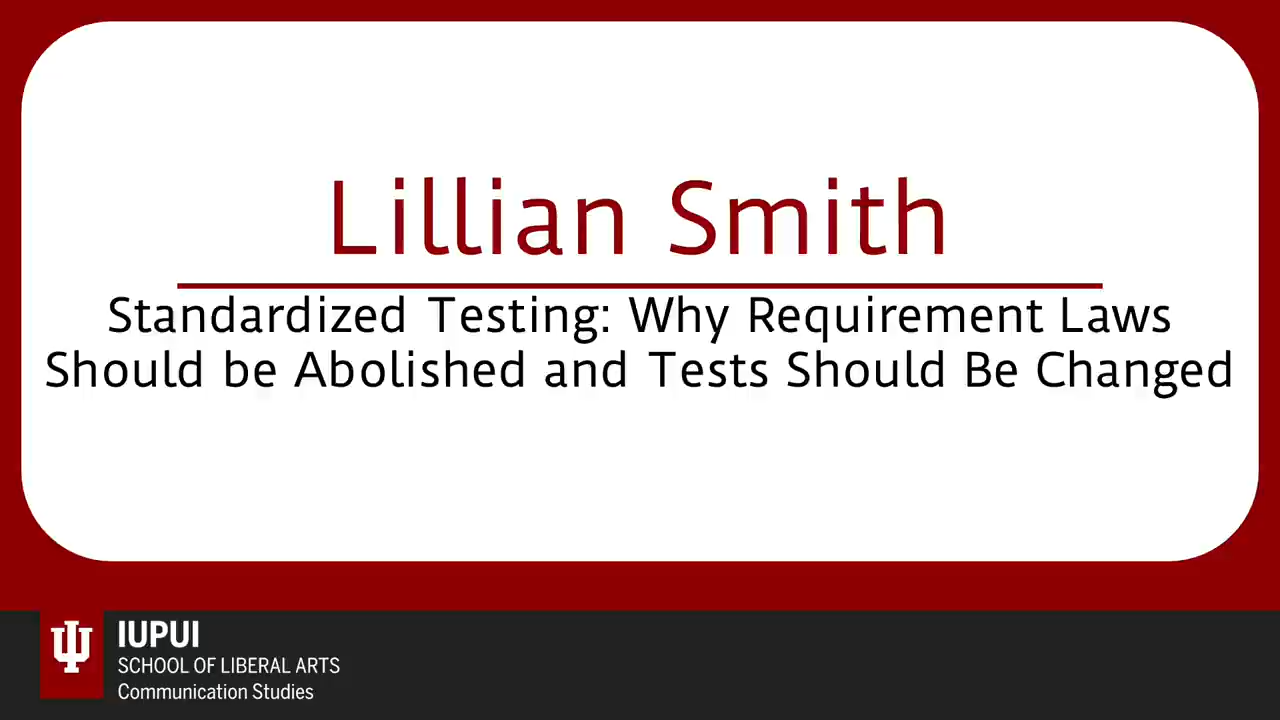 Lillian Smith
Standardized Testing: Why Requirement Laws
Should be Abolished and Tests Should Be Changed
IUPUI
SCHOOL OF LIBERAL ARTS
Communication Studies